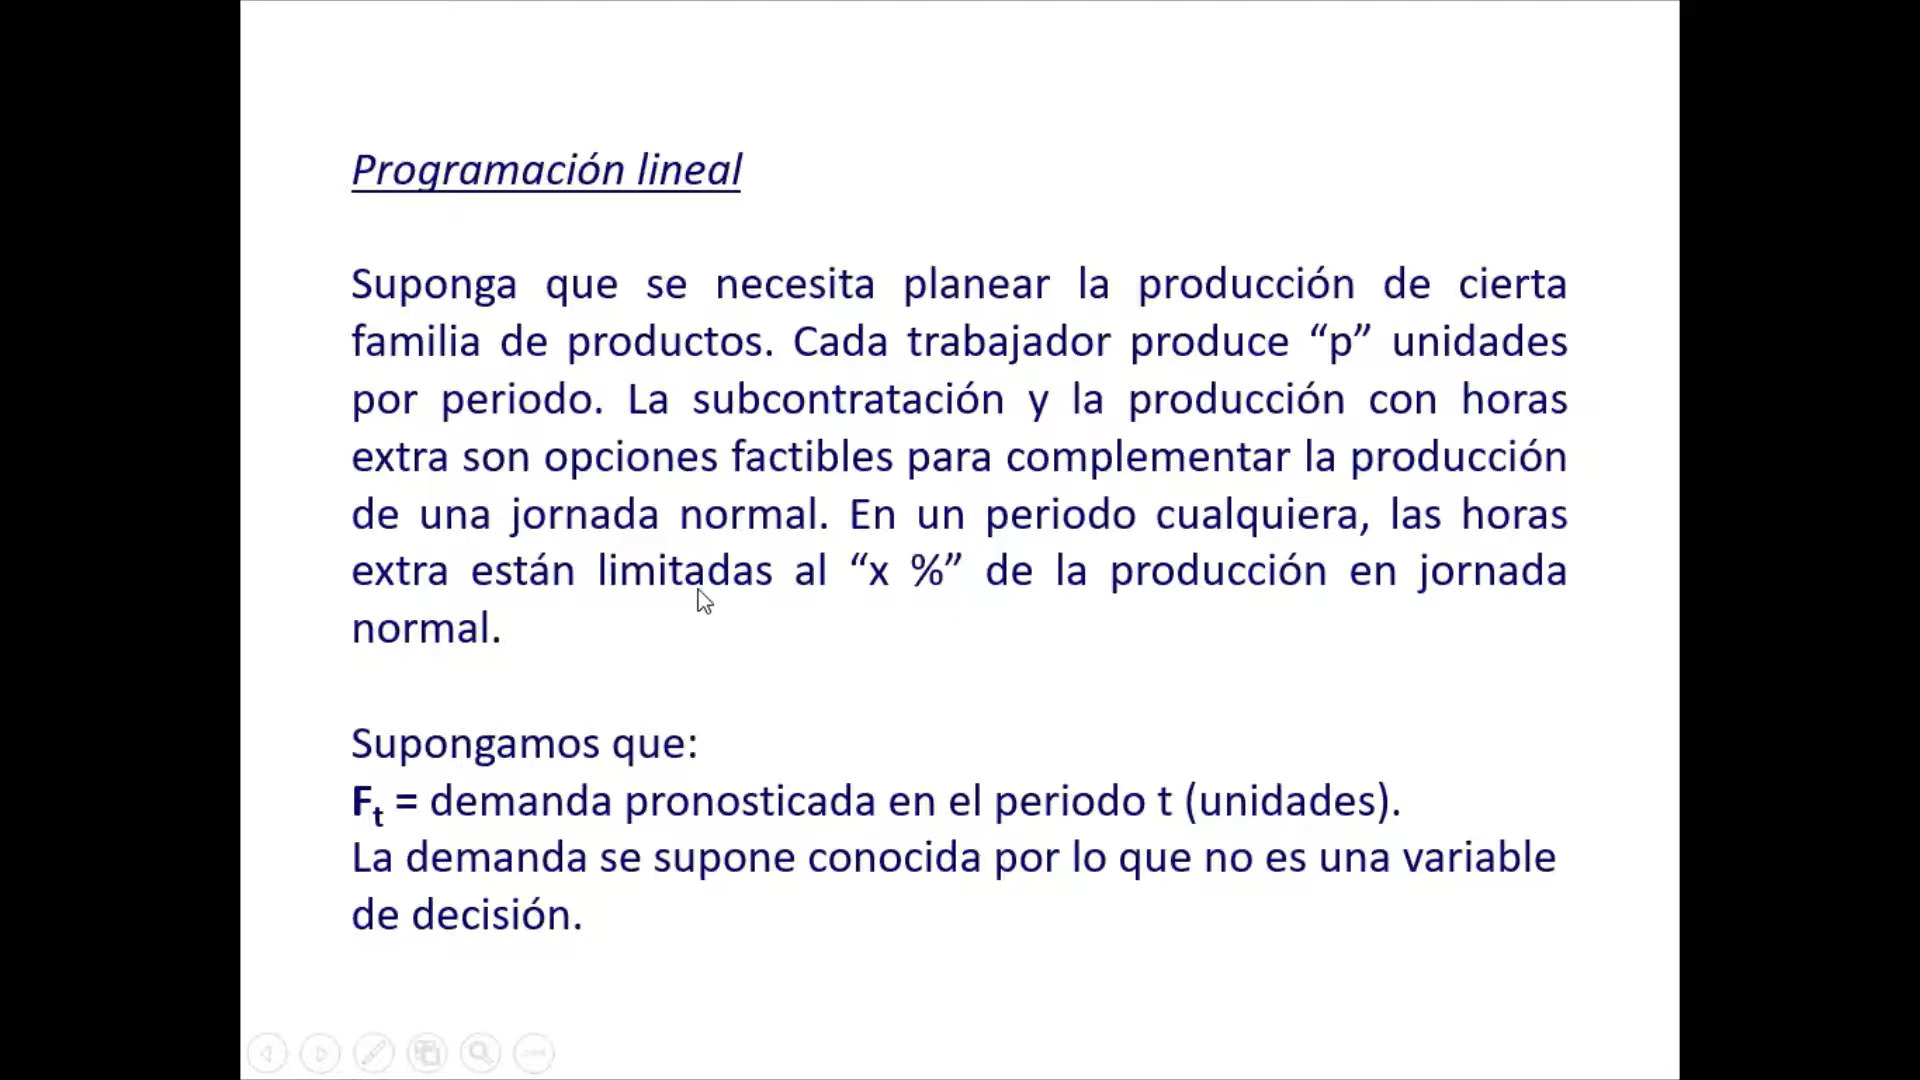 Programación lineal
Suponga que se necesita planear la producción de cierta
familia de productos. Cada trabajador produce “p” unidades
por periodo. La subcontratación y la producción con horas
extra son opciones factibles para complementar la producción
de una jornada normal. En un periodo cualquiera, las horas
extra están limitadas al “x %” de la producción en jornada
normal.
Supongamos que:
Ft = demanda pronosticada en el periodo t (unidades).
La demanda se supone conocida por lo que no es una variable
de decisión.